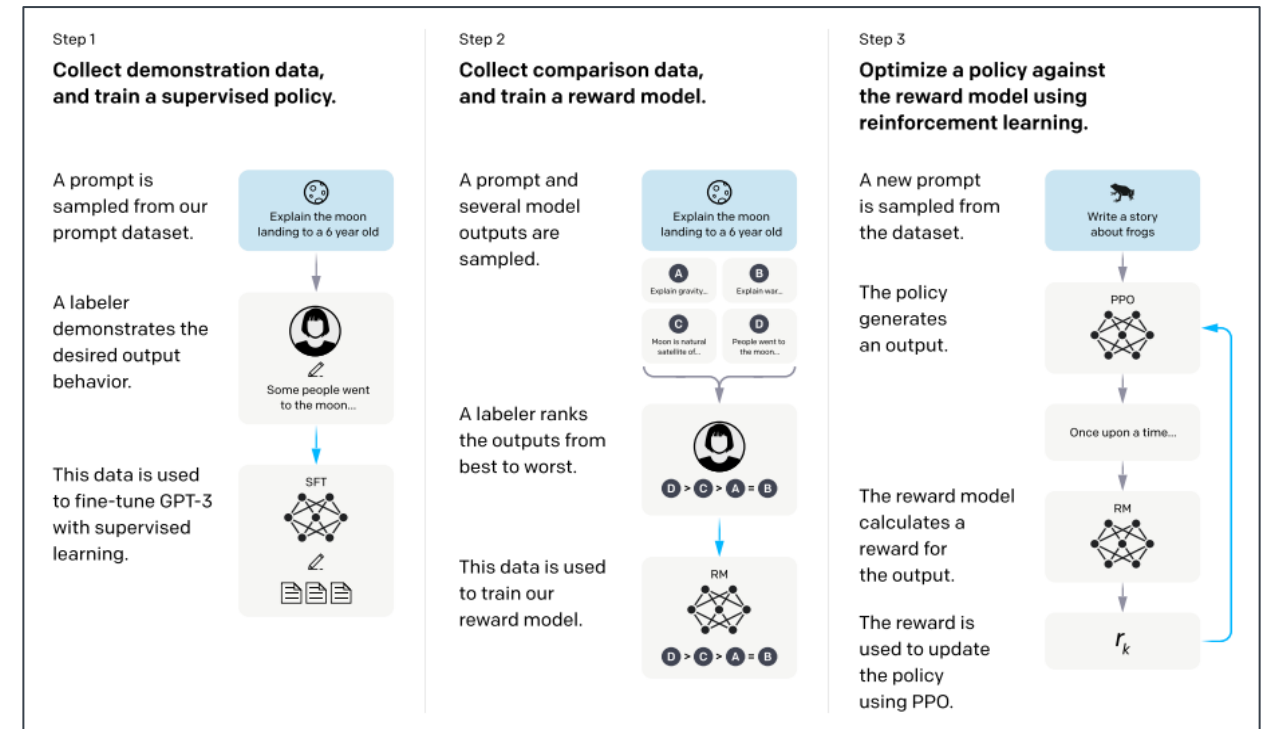 Step 1
Collect demonstration data,
and train a supervised policy.
A prompt is
sampled from our
prompt dataset.
Explain the moon
landing to a 6 year old
A labeler
demonstrates the
desired output
behavior.
Some people went
to the moon...
This data is used
to fine-tune GPT-3
with supervised
learning.
SFT
Step 2
Collect comparison data,
and train a reward model.
A prompt and
several model
outputs are
sampled.
Explain the moon
landing to a 6 year old
A
Explain gravity...
B
Explain war...
C
Moon is natural
satellite of...
D
People went to
the moon...
A labeler ranks
the outputs from
best to worst.
D > C > A = B
This data is used
to train our
reward model.
RM
D > C > A = B
Step 3
Optimize a policy against
the reward model using
reinforcement learning.
A new prompt
is sampled from
the dataset.
Write a story
about frogs
The policy
generates
an output.
PPO
Once upon a time...
The reward model
calculates a
reward for
the output.
RM
The reward is
used to update
the policy
using PPO.
r_k